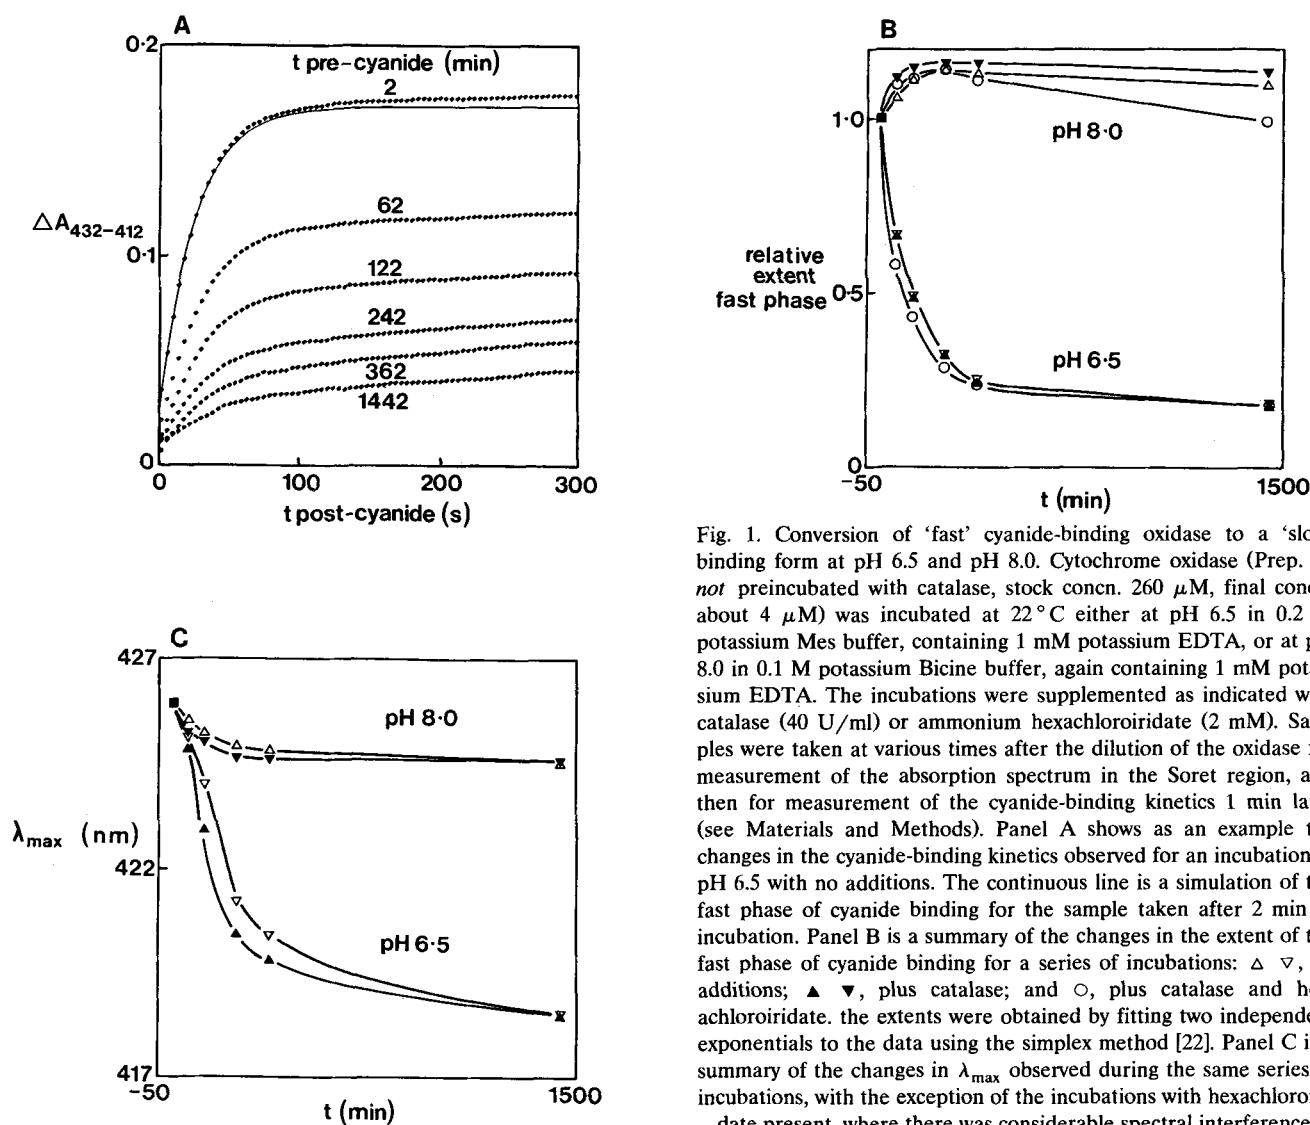 A
0·2
t pre-cyanide (min)
2
62
ΔA432-412
0·1
122
242
362
1442
0
0
100
200
300
t post-cyanide (s)
B
1·0
pH 8·0
relative
extent
fast phase
0·5
pH 6·5
0
-50
1500
t (min)
C
427
pH 8·0
λmax (nm)
422
pH 6·5
417
-50
1500
t (min)
Fig. 1. Conversion of 'fast' cyanide-binding oxidase to a
binding form at pH 6.5 and pH 8.0. Cytochrome oxidase (Prep.
not preincubated with catalase, stock concn. 260 μM, final
about 4 μM) was incubated at 22°C either at pH 6.5 in 0.2
potassium Mes buffer, containing 1 mM potassium EDTA, or at
8.0 in 0.1 M potassium Bicine buffer, again containing 1 mM
sium EDTA. The incubations were supplemented as indicated
catalase (40 U/ml) or ammonium hexachloroiridate (2 mM).
ples were taken at various times after the dilution of the oxidase
measurement of the absorption spectrum in the Soret region,
then for measurement of the cyanide-binding kinetics 1 min
(see Materials and Methods). Panel A shows as an example
changes in the cyanide-binding kinetics observed for an incubation
pH 6.5 with no additions. The continuous line is a simulation of
fast phase of cyanide binding for the sample taken after 2 min
incubation. Panel B is a summary of the changes in the extent of
fast phase of cyanide binding for a series of incubations: △ ▽,
additions; ▲ ▼, plus catalase; and ○, plus catalase and
achloroiridate. the extents were obtained by fitting two
exponentials to the data using the simplex method [22]. Panel C
summary of the changes in λmax observed during the same series
incubations, with the exception of the incubations with
date present, where there was considerable spectral interference